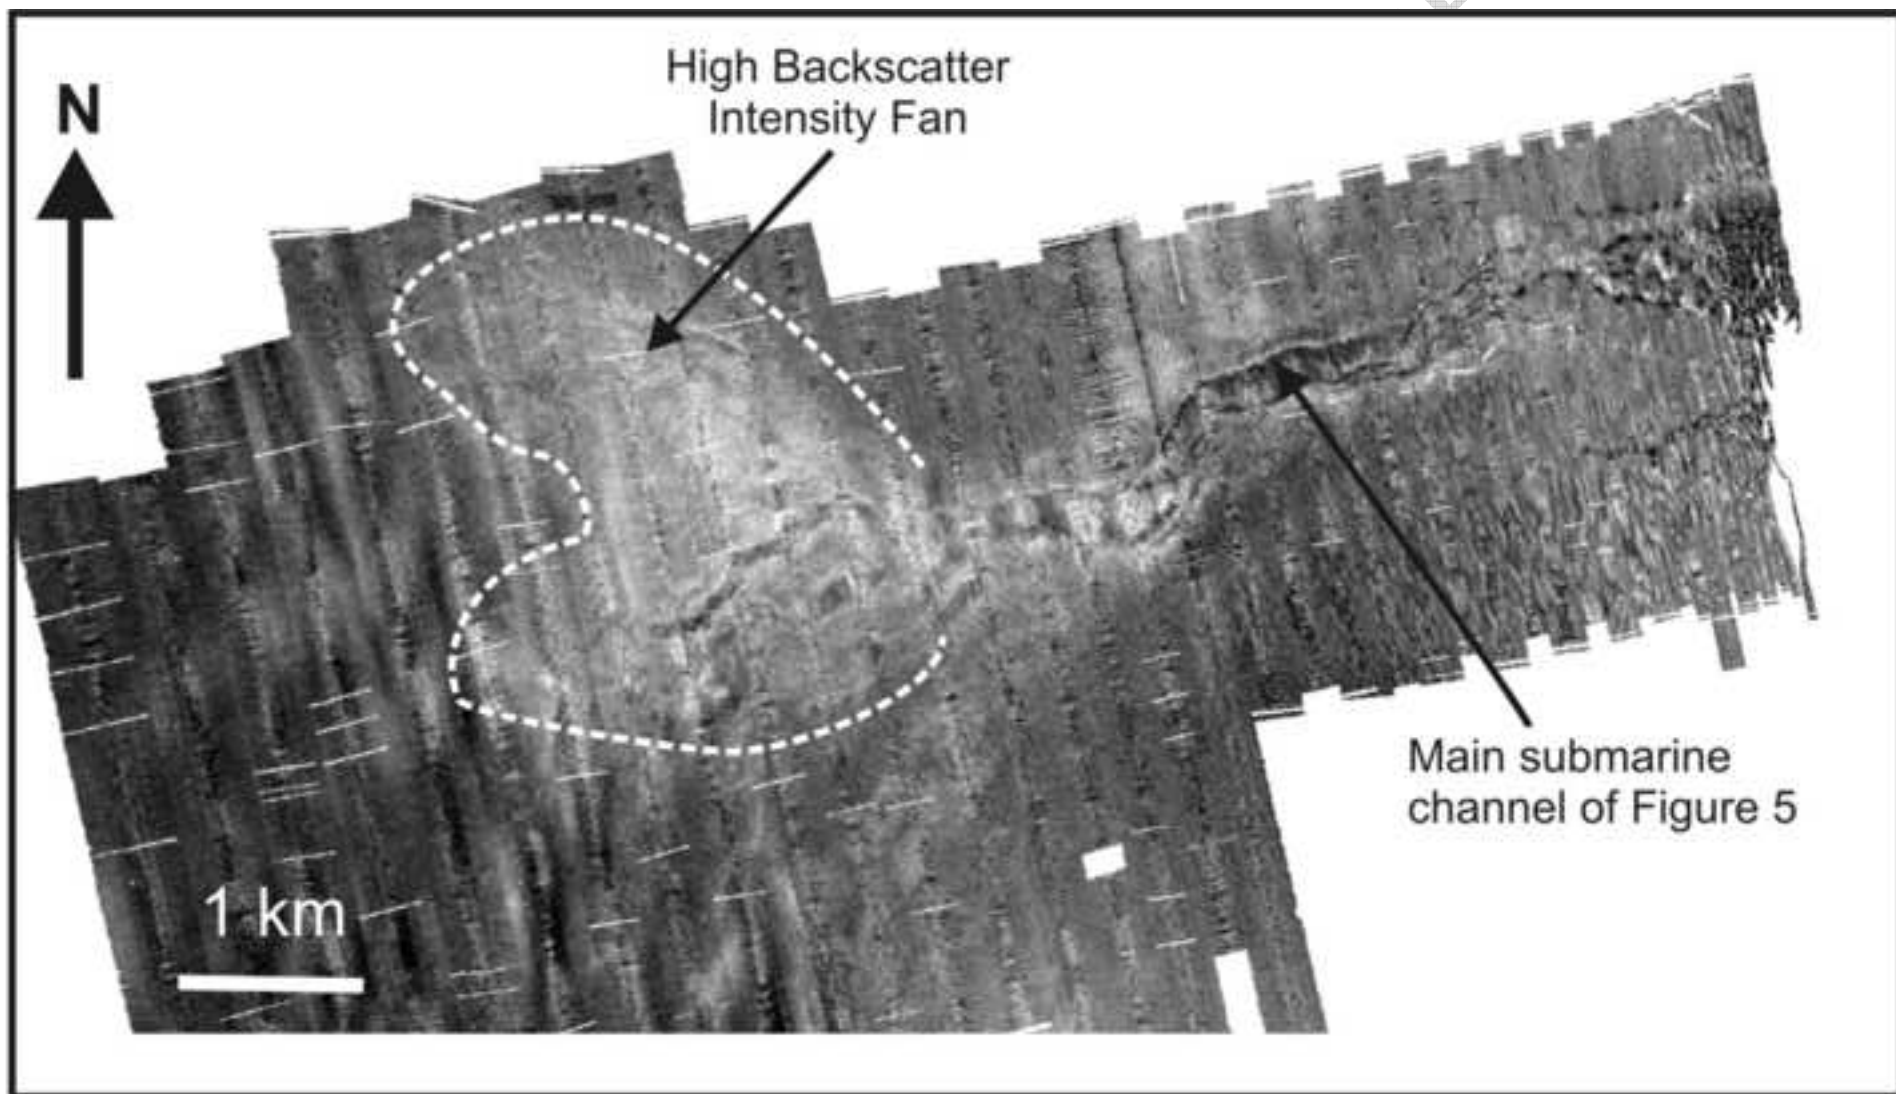 High Backscatter
Intensity Fan
N
Main submarine
channel of Figure 5
1 km